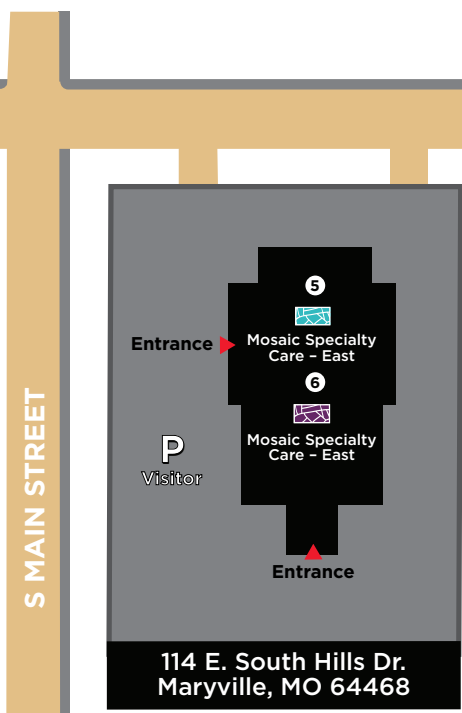 5
Mosaic Specialty
Care – East
Entrance
6
Mosaic Specialty
Care – East
P
Visitor
Entrance
S MAIN STREET
114 E. South Hills Dr.
Maryville, MO 64468